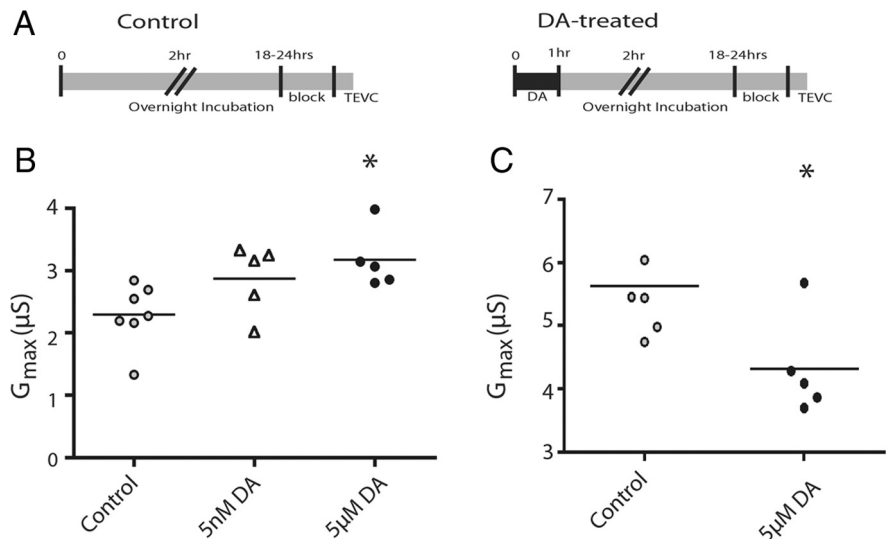 A
Control
DA-treated
0
2hr
18-24hrs
Overnight Incubation
block
TEVC
0
1hr
2hr
18-24hrs
DA
Overnight Incubation
block
TEVC
B
*
4
3
2
1
0
Gmax (µS)
Control
5nM DA
5µM DA
C
*
7
6
5
4
3
Gmax (µS)
Control
5µM DA